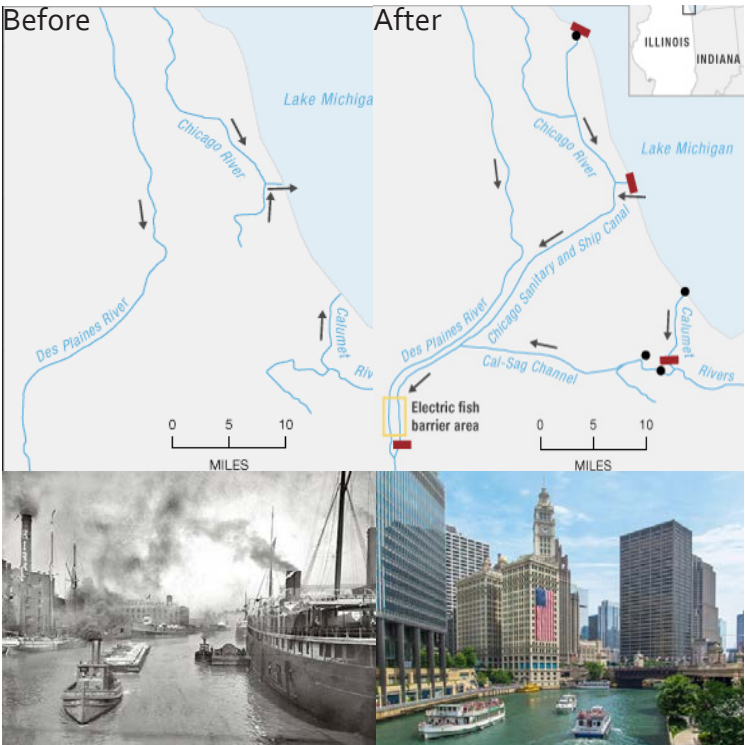 Before
Lake Michiga
Chicago River
Des Plaines River
Calumet
Riv
0 5 10
MILES
After
ILLINOIS
INDIANA
Lake Michigan
Chicago River
Chicago Sanitary and Ship Canal
Des Plaines River
Cal-Sag Channel
Calumet
Rivers
Electric fish
barrier area
0 5 10
MILES